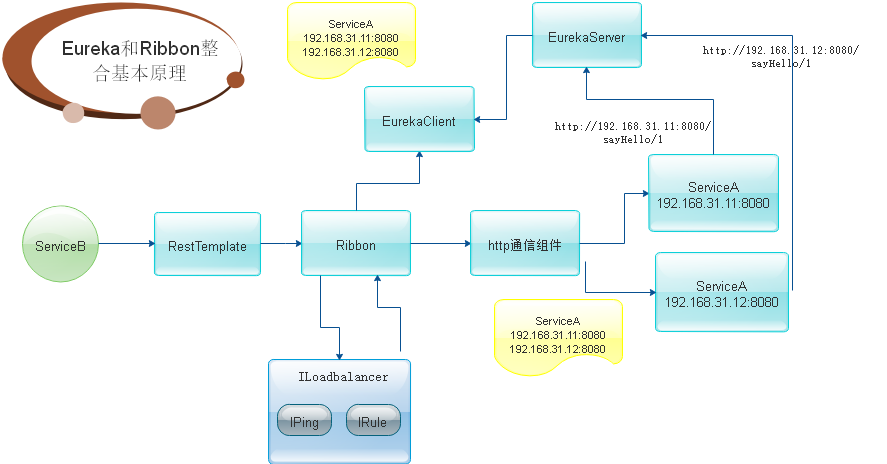 Eureka和Ribbon整
合基本原理
ServiceA
192.168.31.11:8080
192.168.31.12:8080
EurekaServer
http://192.168.31.12:8080/
sayHello/1
EurekaClient
http://192.168.31.11:8080/
sayHello/1
ServiceA
192.168.31.11:8080
ServiceB
RestTemplate
Ribbon
http通信组件
ServiceA
192.168.31.12:8080
ServiceA
192.168.31.11:8080
192.168.31.12:8080
ILoadbalancer
IPing
IRule